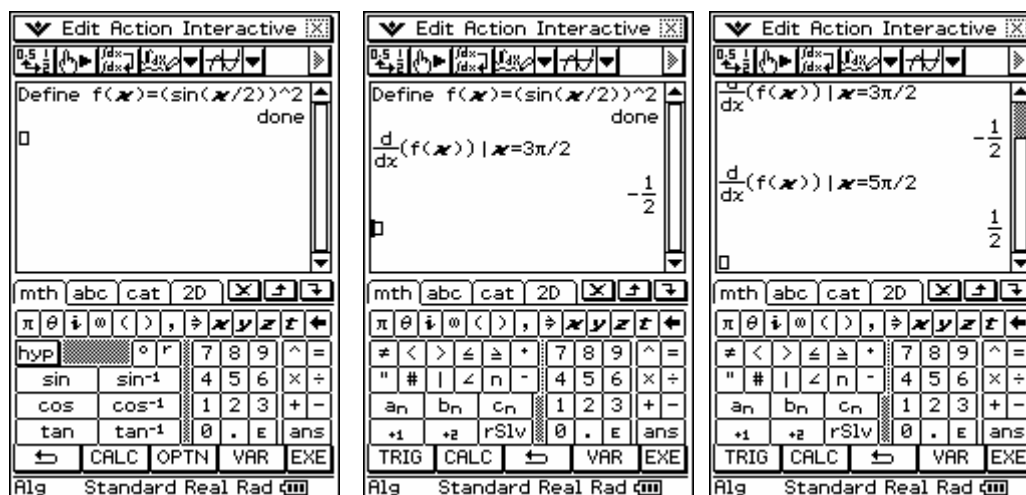 Edit Action Interactive
Define f(x)=(sin(x/2))^2
done
mth abc cat 2D
π θ i ∞ ( ) , ⇒ x y z t ←
hyp ° r 7 8 9 ^ =
sin sin-1 4 5 6 × ÷
cos cos-1 1 2 3 + −
tan tan-1 0 . E ans
CALC OPTN VAR EXE
Alg Standard Real Rad
Edit Action Interactive
Define f(x)=(sin(x/2))^2
done
d/dx(f(x))|x=3π/2
-1/2
mth abc cat 2D
π θ i ∞ ( ) , ⇒ x y z t ←
≠ < > ≤ ≥ 7 8 9 ^ =
" # | ∠ n 4 5 6 × ÷
an bn cn 1 2 3 + −
+1 +2 rSlv 0 . E ans
TRIG CALC VAR EXE
Alg Standard Real Rad
Edit Action Interactive
d/dx(f(x))|x=3π/2
-1/2
d/dx(f(x))|x=5π/2
1/2
mth abc cat 2D
π θ i ∞ ( ) , ⇒ x y z t ←
≠ < > ≤ ≥ 7 8 9 ^ =
" # | ∠ n 4 5 6 × ÷
an bn cn 1 2 3 + −
+1 +2 rSlv 0 . E ans
TRIG CALC VAR EXE
Alg Standard Real Rad